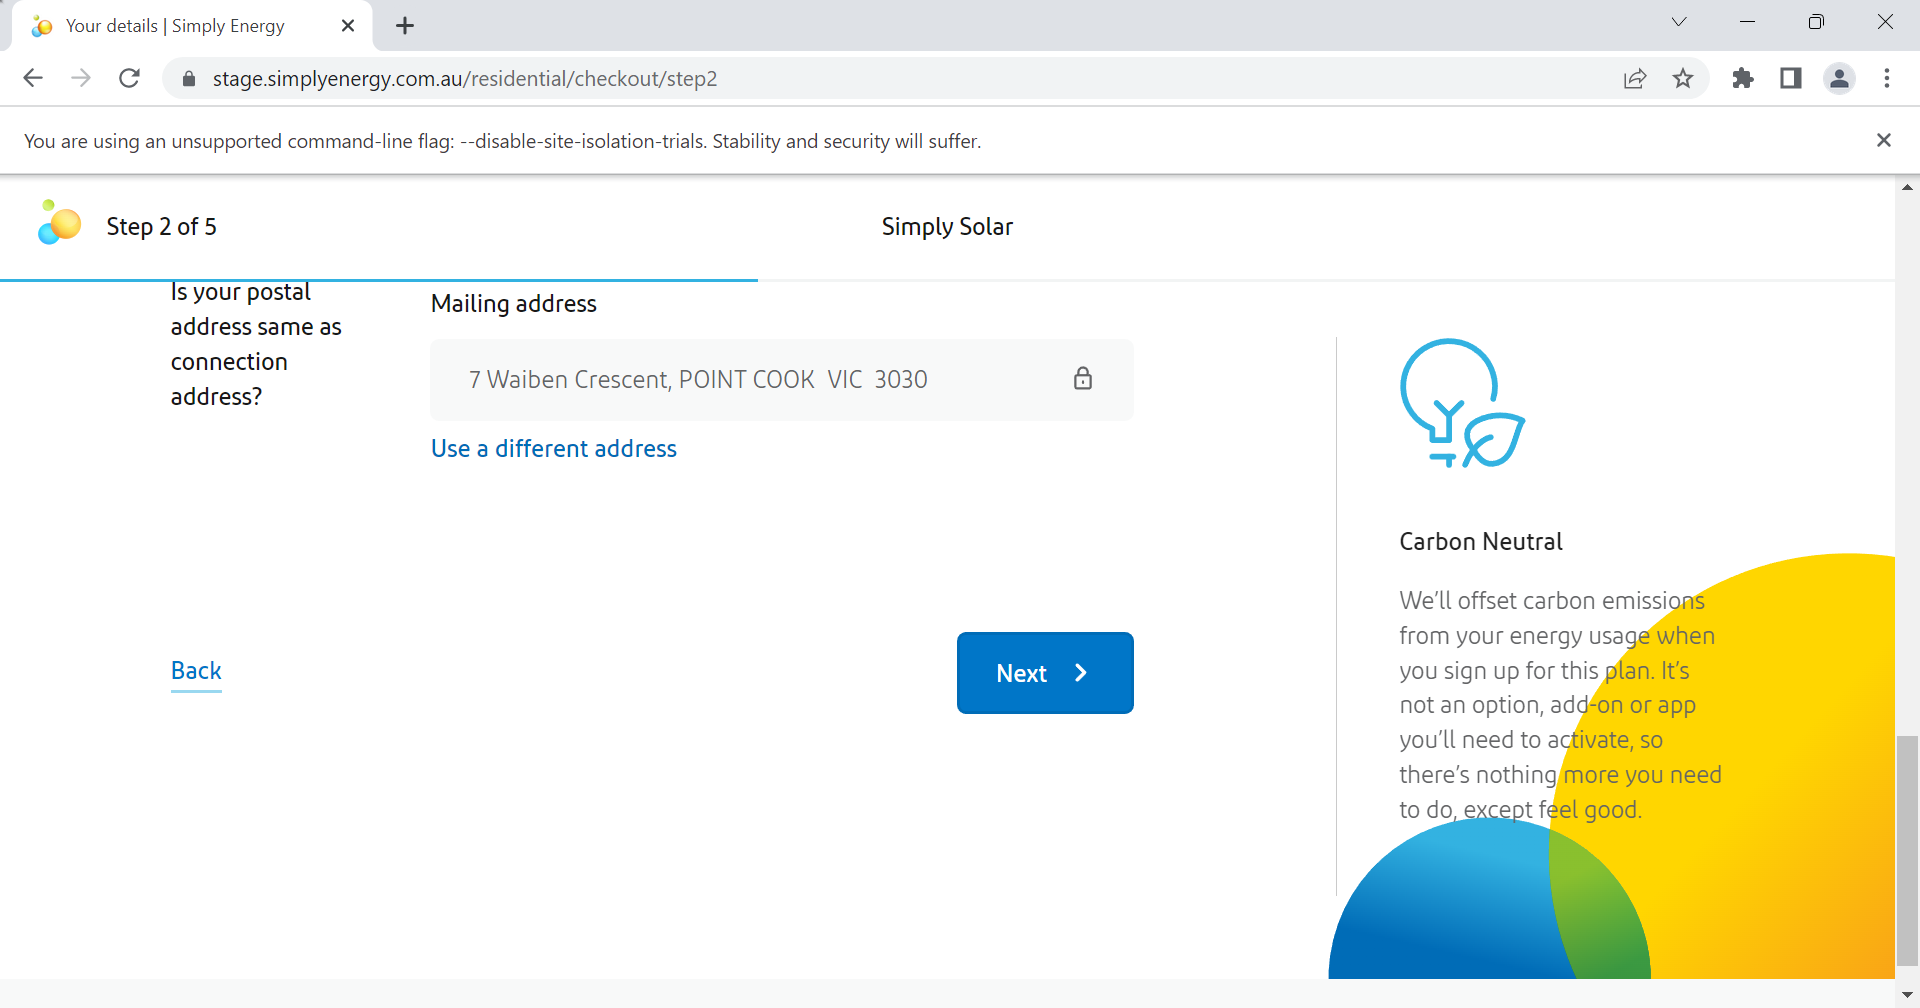 Your details | Simply Energy
stage.simplyenergy.com.au/residential/checkout/step2
You are using an unsupported command-line flag: --disable-site-isolation-trials. Stability and security will suffer.
Step 2 of 5
Simply Solar
Is your postal
address same as
connection
address?
Mailing address
7 Waiben Crescent, POINT COOK  VIC  3030
Use a different address
Back
Next
Carbon Neutral
We'll offset carbon emissions
from your energy usage when
you sign up for this plan. It's
not an option, add-on or app
you'll need to activate, so
there's nothing more you need
to do, except feel good.